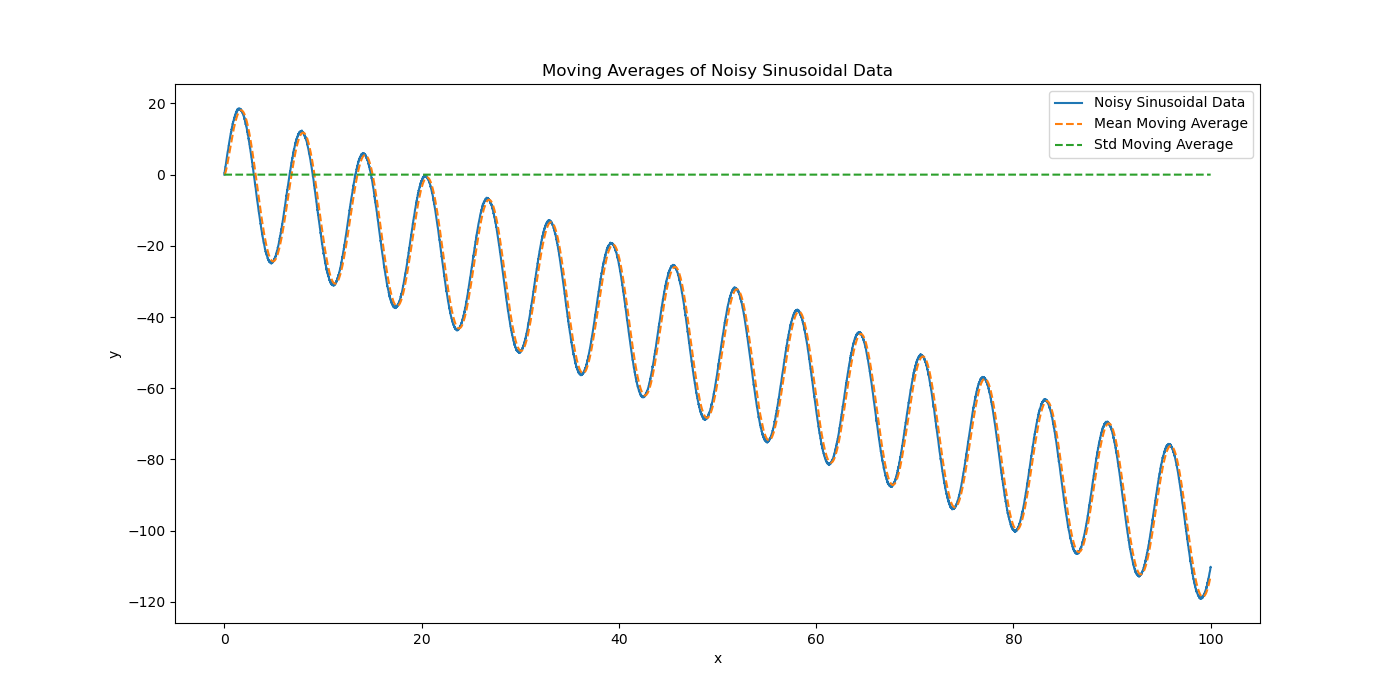 Moving Averages of Noisy Sinusoidal Data
Noisy Sinusoidal Data
Mean Moving Average
Std Moving Average
20
0
−20
−40
−60
−80
−100
−120
y
0 20 40 60 80 100
x